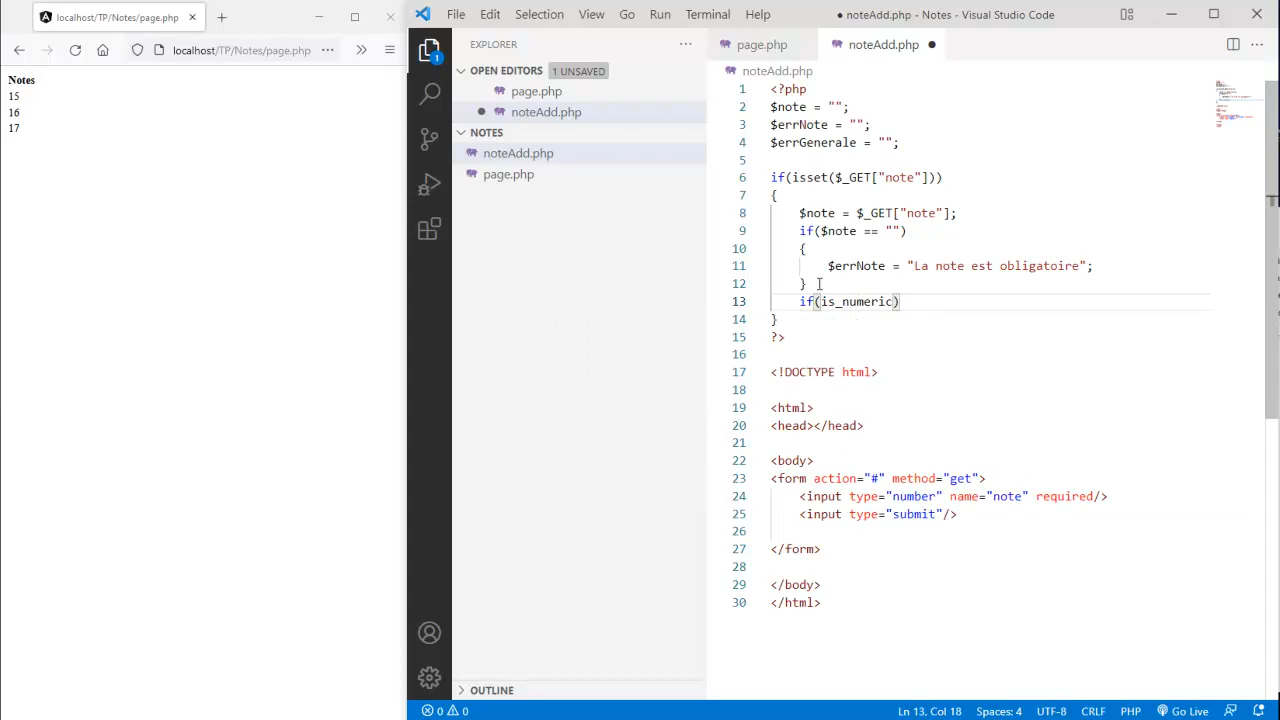 localhost/TP/Notes/page.php
localhost/TP/Notes/page.php
Notes
15
16
17
File Edit Selection View Go Run Terminal Help
● noteAdd.php - Notes - Visual Studio Code
EXPLORER
OPEN EDITORS 1 UNSAVED
page.php
noteAdd.php
NOTES
noteAdd.php
page.php
OUTLINE
1
page.php noteAdd.php
noteAdd.php
1 <?php
2 $note = "";
3 $errNote = "";
4 $errGenerale = "";
5
6 if(isset($_GET["note"]))
7 {
8 $note = $_GET["note"];
9 if($note == "")
10 {
11 $errNote = "La note est obligatoire";
12 }
13 if(is_numeric)
14 }
15 ?>
16
17 <!DOCTYPE html>
18
19 <html>
20 <head></head>
21
22 <body>
23 <form action="#" method="get">
24 <input type="number" name="note" required/>
25 <input type="submit"/>
26
27 </form>
28
29 </body>
30 </html>
0 0 Ln 13, Col 18 Spaces: 4 UTF-8 CRLF PHP Go Live